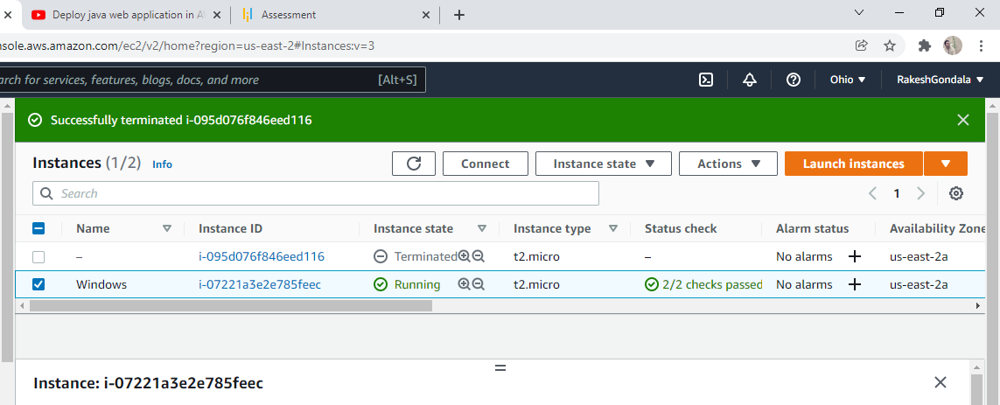 Deploy java web application in A
Assessment
nsole.aws.amazon.com/ec2/v2/home?region=us-east-2#Instances:v=3
arch for services, features, blogs, docs, and more [Alt+S] Ohio RakeshGondala
Successfully terminated i-095d076f846eed116
Instances (1/2) Info Connect Instance state Actions Launch instances
Search 1
Name Instance ID Instance state Instance type Status check Alarm status Availability Zone
– i-095d076f846eed116 Terminated t2.micro – No alarms + us-east-2a
Windows i-07221a3e2e785feec Running t2.micro 2/2 checks passed No alarms + us-east-2a
Instance: i-07221a3e2e785feec